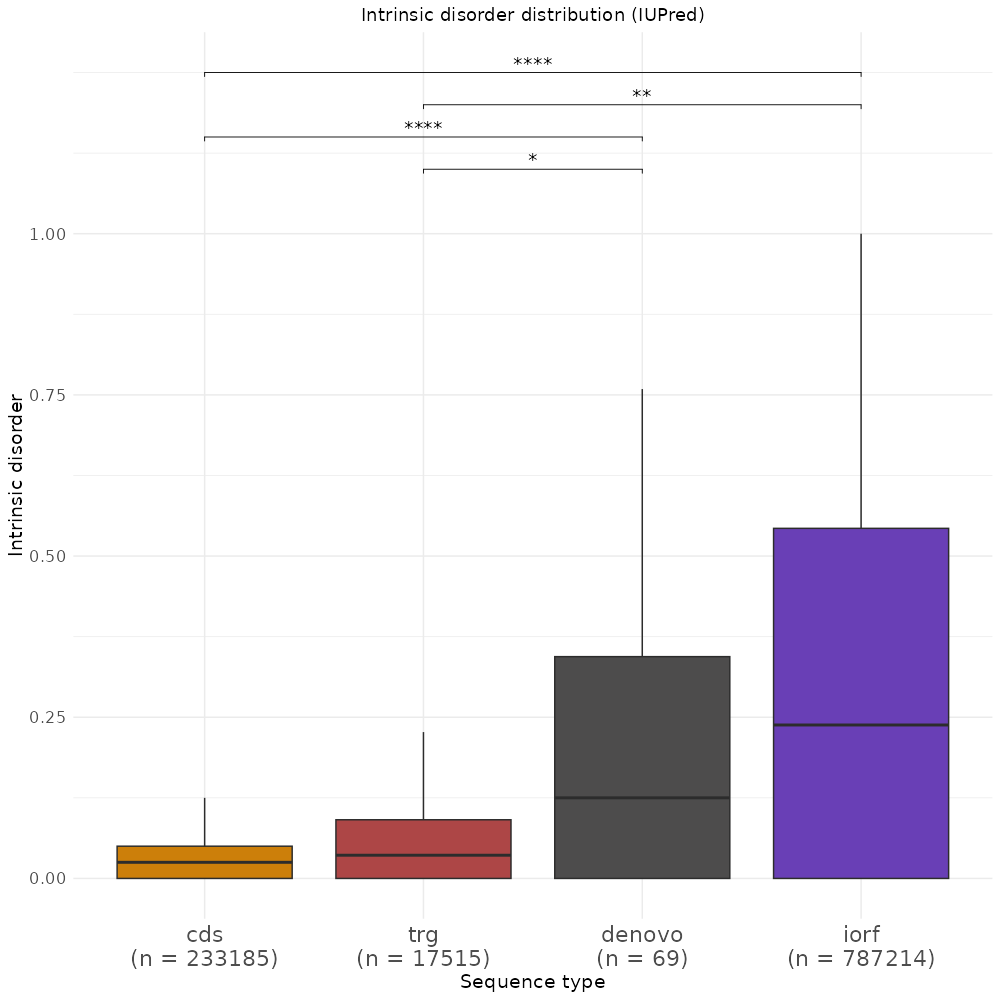 Intrinsic disorder distribution (IUPred)
****
**
****
*
1.00
0.75
0.50
0.25
0.00
Intrinsic disorder
cds trg denovo iorf
(n = 233185) (n = 17515) (n = 69) (n = 787214)
Sequence type